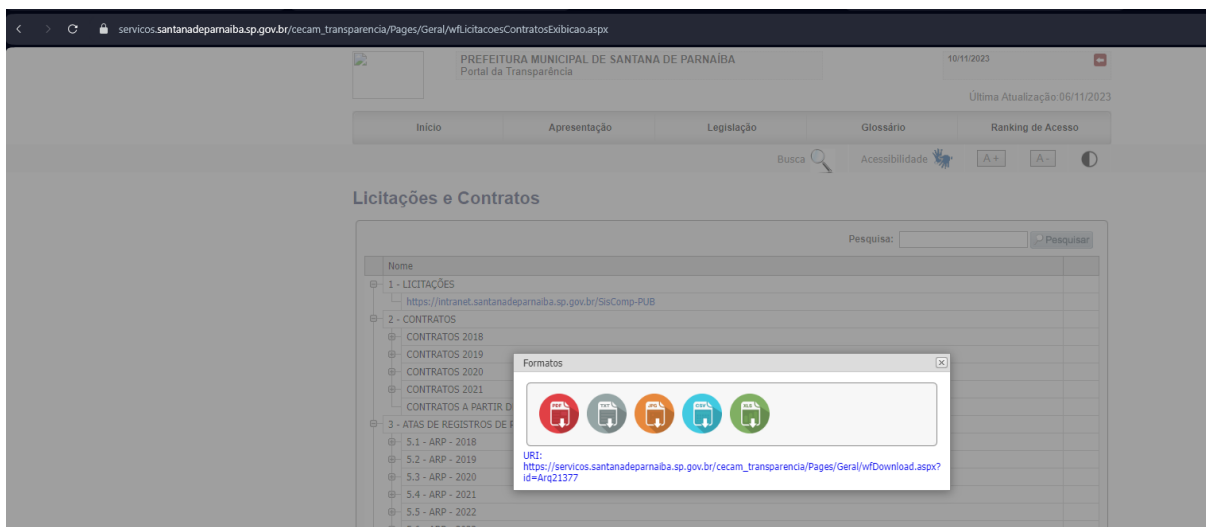 servicos.santanadeparnaiba.sp.gov.br/cecam_transparencia/Pages/Geral/wfLicitacoesContratosExibicao.aspx
PREFEITURA MUNICIPAL DE SANTANA DE PARNAÍBA
Portal da Transparência
10/11/2023
Última Atualização:06/11/2023
Início Apresentação Legislação Glossário Ranking de Acesso
Busca Acessibilidade A+ A-
Licitações e Contratos
Pesquisa: Pesquisar
Nome
1 - LICITAÇÕES
https://intranet.santanadeparnaiba.sp.gov.br/SisComp-PUB
2 - CONTRATOS
CONTRATOS 2018
CONTRATOS 2019
CONTRATOS 2020
CONTRATOS 2021
CONTRATOS A PARTIR D
3 - ATAS DE REGISTROS DE
5.1 - ARP - 2018
5.2 - ARP - 2019
5.3 - ARP - 2020
5.4 - ARP - 2021
5.5 - ARP - 2022
Formatos
PDF TXT JPG CSV XLS
URI:
https://servicos.santanadeparnaiba.sp.gov.br/cecam_transparencia/Pages/Geral/wfDownload.aspx?
id=Arq21377